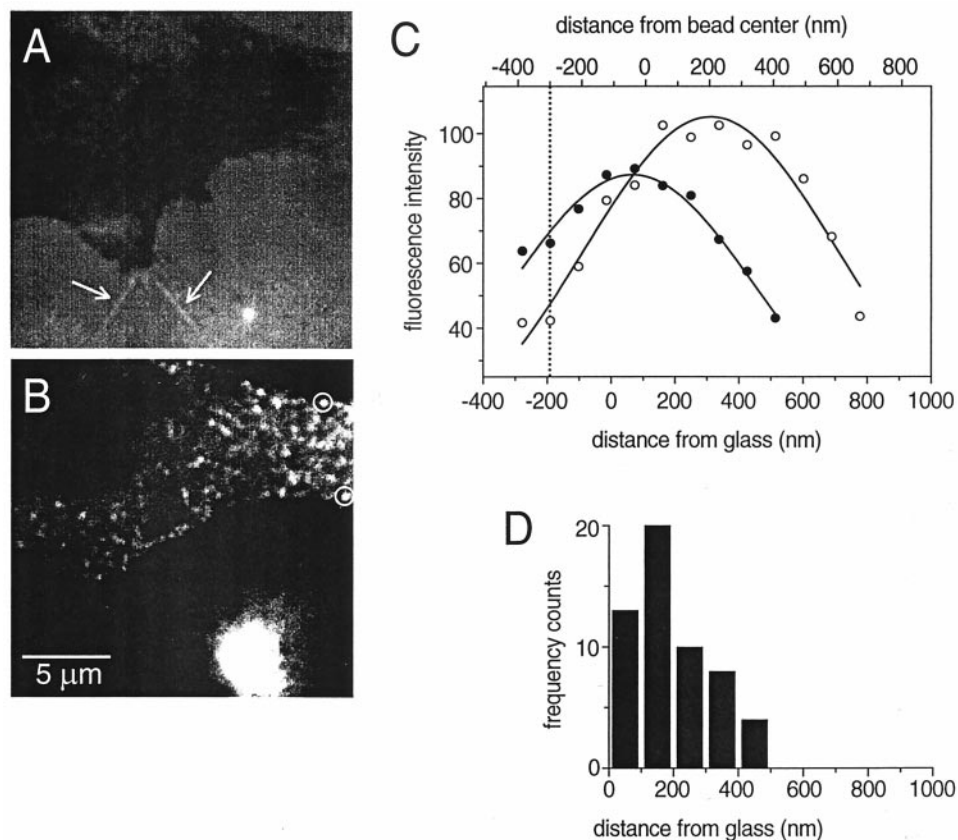 A
B
5 μm
C
distance from bead center (nm)
-400 -200 0 200 400 600 800
fluorescence intensity
100
80
60
40
-400 -200 0 200 400 600 800 1000
distance from glass (nm)
D
frequency counts
20
10
0
0 200 400 600 800 1000
distance from glass (nm)